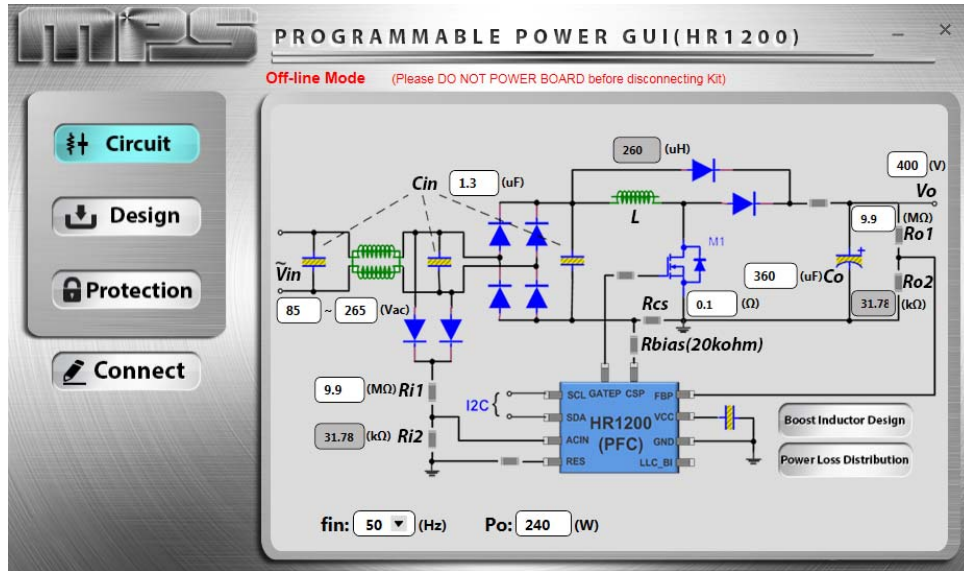 MPS
PROGRAMMABLE POWER GUI(HR1200)
Off-line Mode (Please DO NOT POWER BOARD before disconnecting Kit)
Circuit
Design
Protection
Connect
260 (uH)
400 (V)
Vo
Cin 1.3 (uF)
L
9.9 (MΩ)
Ro1
M1
Vin
360 (uF) Co
Ro2
85 ~ 265 (Vac)
Rcs 0.1 (Ω)
31.78 (kΩ)
Rbias(20kohm)
9.9 (MΩ) Ri1
I2C
SCL GATEP CSP FBP
SDA HR1200 VCC
(PFC)
ACIN GND
RES LLC_BI
31.78 (kΩ) Ri2
Boost Inductor Design
Power Loss Distribution
fin: 50 (Hz) Po: 240 (W)